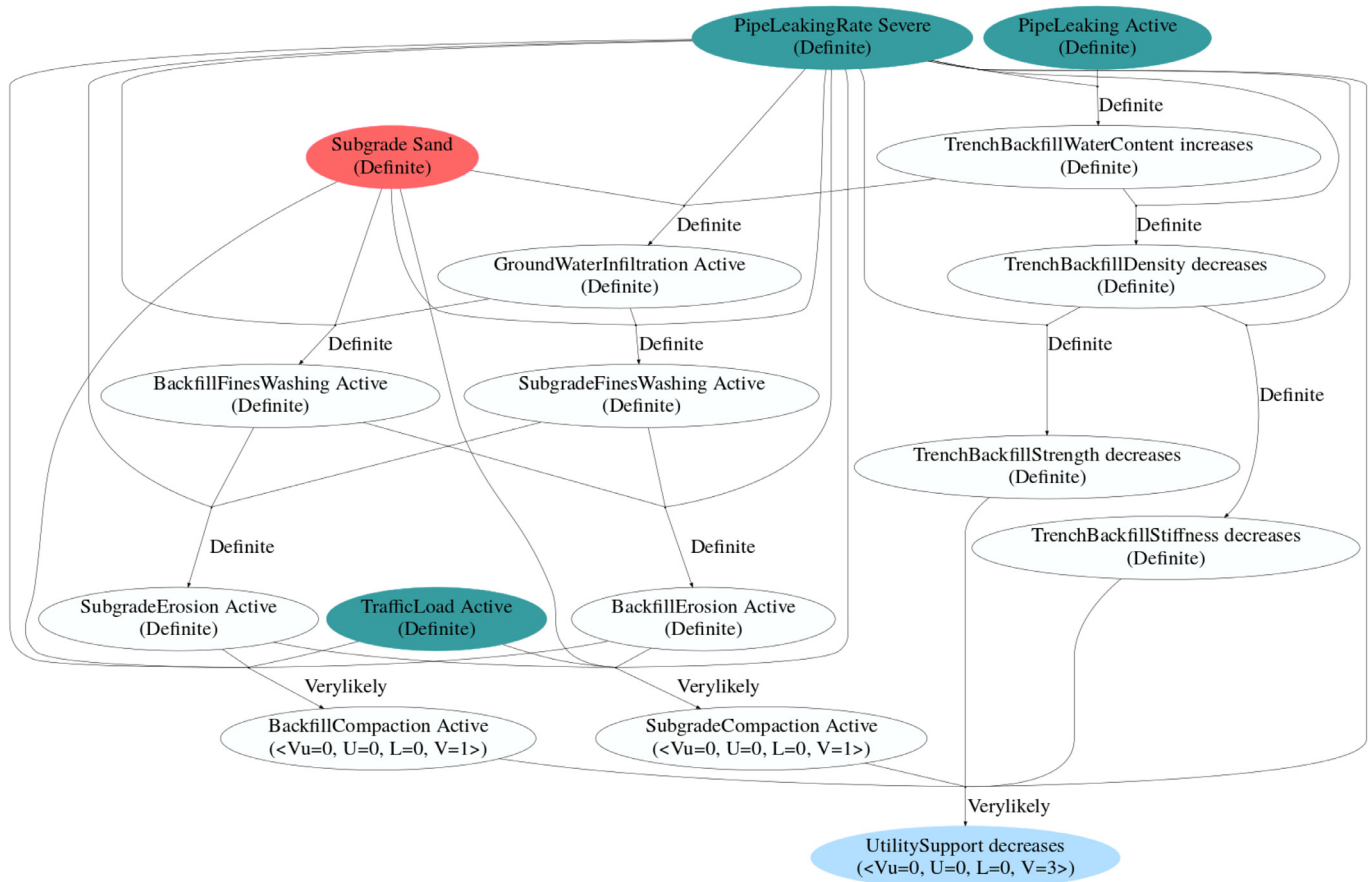 PipeLeakingRate Severe
(Definite)
PipeLeaking Active
(Definite)
Definite
Subgrade Sand
(Definite)
TrenchBackfillWaterContent increases
(Definite)
Definite
Definite
GroundWaterInfiltration Active
(Definite)
TrenchBackfillDensity decreases
(Definite)
Definite
Definite
Definite
BackfillFinesWashing Active
(Definite)
SubgradeFinesWashing Active
(Definite)
Definite
TrenchBackfillStrength decreases
(Definite)
TrenchBackfillStiffness decreases
(Definite)
Definite
Definite
SubgradeErosion Active
(Definite)
TrafficLoad Active
(Definite)
BackfillErosion Active
(Definite)
Verylikely
Verylikely
BackfillCompaction Active
(<Vu=0, U=0, L=0, V=1>)
SubgradeCompaction Active
(<Vu=0, U=0, L=0, V=1>)
Verylikely
UtilitySupport decreases
(<Vu=0, U=0, L=0, V=3>)